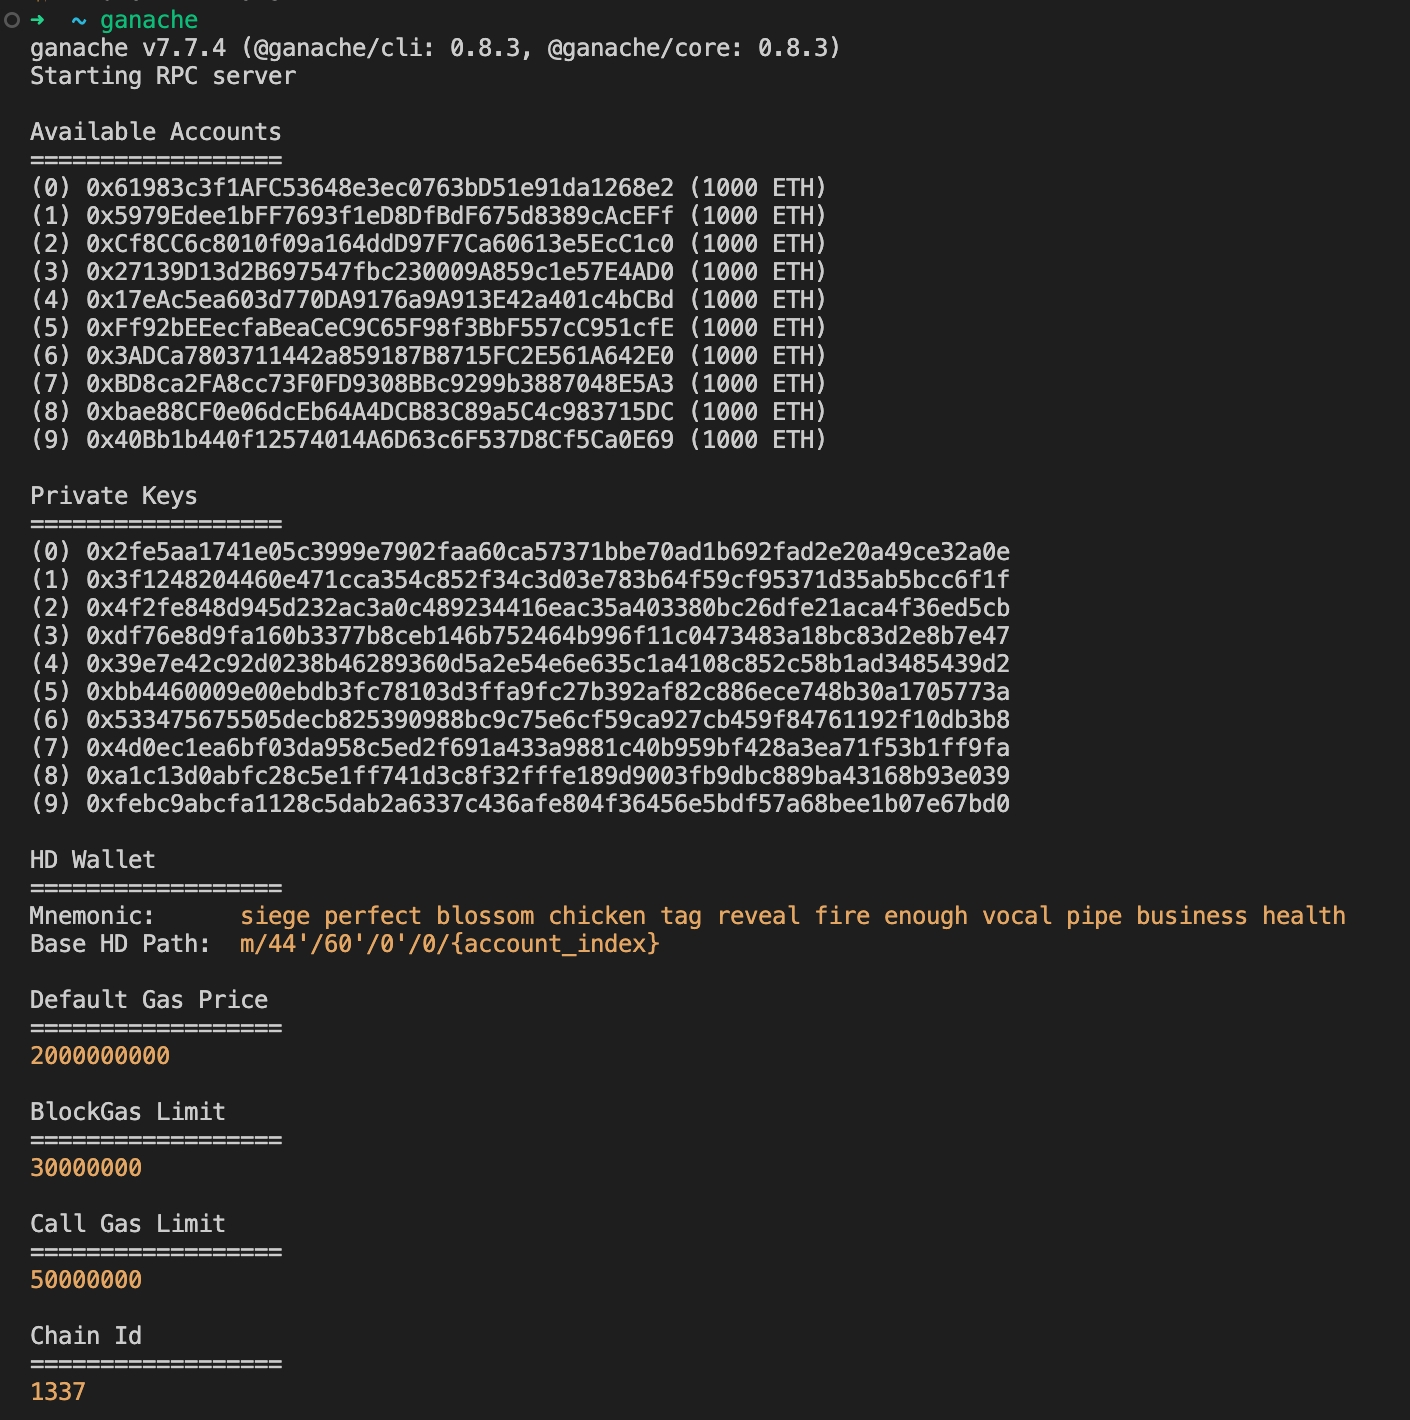 ➜ ~ ganache
ganache v7.7.4 (@ganache/cli: 0.8.3, @ganache/core: 0.8.3)
Starting RPC server
Available Accounts
==================
(0) 0x61983c3f1AFC53648e3ec0763bD51e91da1268e2 (1000 ETH)
(1) 0x5979Edee1bFF7693f1eD8DfBdF675d8389cAcEFf (1000 ETH)
(2) 0xCf8CC6c8010f09a164ddD97F7Ca60613e5EcC1c0 (1000 ETH)
(3) 0x27139D13d2B697547fbc230009A859c1e57E4AD0 (1000 ETH)
(4) 0x17eAc5ea603d770DA9176a9A913E42a401c4bCBd (1000 ETH)
(5) 0xFf92bEEecfaBeaCeC9C65F98f3BbF557cC951cfE (1000 ETH)
(6) 0x3ADCa7803711442a859187B8715FC2E561A642E0 (1000 ETH)
(7) 0xBD8ca2FA8cc73F0FD9308BBc9299b3887048E5A3 (1000 ETH)
(8) 0xbae88CF0e06dcEb64A4DCB83C89a5C4c983715DC (1000 ETH)
(9) 0x40Bb1b440f12574014A6D63c6F537D8Cf5Ca0E69 (1000 ETH)
Private Keys
==================
(0) 0x2fe5aa1741e05c3999e7902faa60ca57371bbe70ad1b692fad2e20a49ce32a0e
(1) 0x3f1248204460e471cca354c852f34c3d03e783b64f59cf95371d35ab5bcc6f1f
(2) 0x4f2fe848d945d232ac3a0c489234416eac35a403380bc26dfe21aca4f36ed5cb
(3) 0xdf76e8d9fa160b3377b8ceb146b752464b996f11c0473483a18bc83d2e8b7e47
(4) 0x39e7e42c92d0238b46289360d5a2e54e6e635c1a4108c852c58b1ad3485439d2
(5) 0xbb4460009e00ebdb3fc78103d3ffa9fc27b392af82c886ece748b30a1705773a
(6) 0x533475675505decb825390988bc9c75e6cf59ca927cb459f84761192f10db3b8
(7) 0x4d0ec1ea6bf03da958c5ed2f691a433a9881c40b959bf428a3ea71f53b1ff9fa
(8) 0xa1c13d0abfc28c5e1ff741d3c8f32fffe189d9003fb9dbc889ba43168b93e039
(9) 0xfebc9abcfa1128c5dab2a6337c436afe804f36456e5bdf57a68bee1b07e67bd0
HD Wallet
==================
Mnemonic:      siege perfect blossom chicken tag reveal fire enough vocal pipe business health
Base HD Path:  m/44'/60'/0'/0/{account_index}
Default Gas Price
==================
2000000000
BlockGas Limit
==================
30000000
Call Gas Limit
==================
50000000
Chain Id
==================
1337